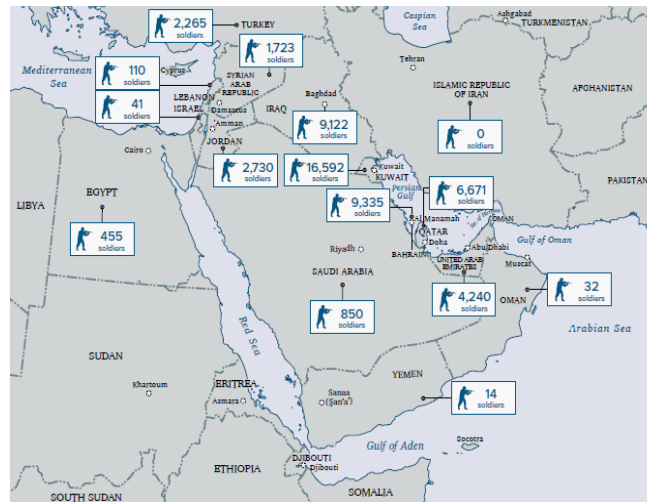 Ashgabad
Caspian
Sea
TURKMENISTAN
2,265
soldiers
TURKEY
1,723
soldiers
Tehran
Mediterranean
Sea
110
soldiers
Cyprus
SYRIAN
ARAB
REPUBLIC
ISLAMIC REPUBLIC
OF IRAN
AFGHANISTAN
41
soldiers
LEBANON
ISRAEL
Damascus
IRAQ
Baghdad
Amman
9,122
soldiers
0
soldiers
JORDAN
Cairo
2,730
soldiers
16,592
soldiers
Kuwait
KUWAIT
PAKISTAN
LIBYA
EGYPT
Persian
Gulf
6,671
soldiers
9,335
soldiers
Al Manamah
OMAN
QATAR
455
soldiers
Doha
Abu Dhabi
Gulf of Oman
Riyadh
BAHRAIN
UNITED ARAB
EMIRATES
Muscat
SAUDI ARABIA
4,240
soldiers
OMAN
32
soldiers
850
soldiers
Red Sea
Arabian Sea
SUDAN
YEMEN
Khartoum
ERITREA
Asmara
Sanaa
(Şan'a')
14
soldiers
Gulf of Aden
Socotra
DJIBOUTI
Djibouti
ETHIOPIA
SOUTH SUDAN
SOMALIA